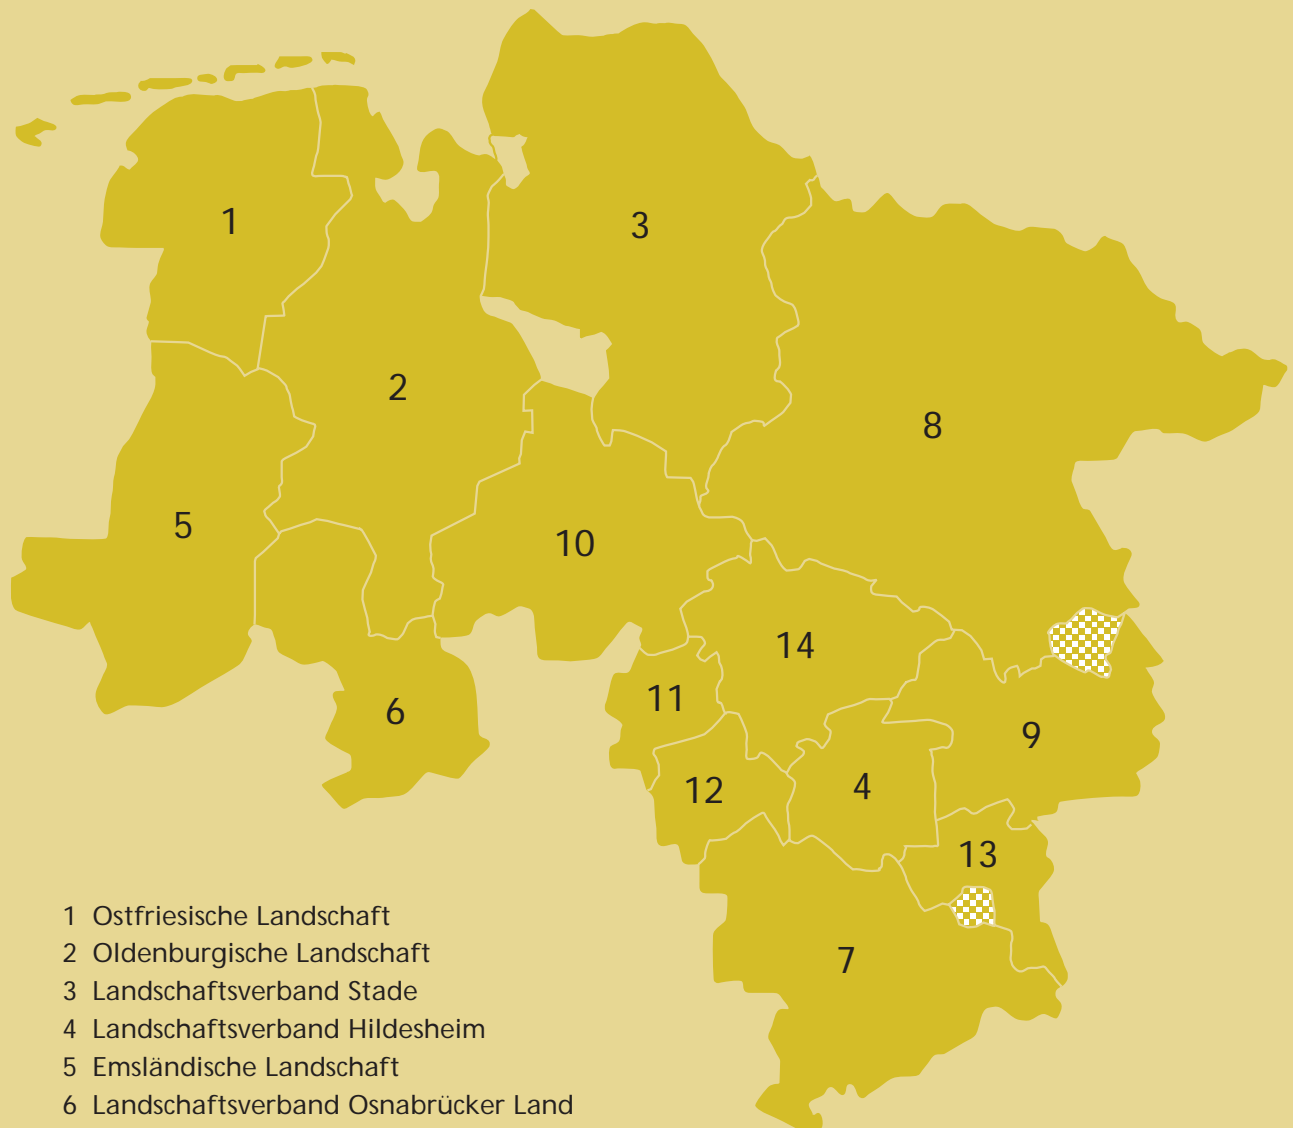 1
3
2
8
5
10
14
11
6
9
12
4
13
7
1 Ostfriesische Landschaft
2 Oldenburgische Landschaft
3 Landschaftsverband Stade
4 Landschaftsverband Hildesheim
5 Emsländische Landschaft
6 Landschaftsverband Osnabrücker Land